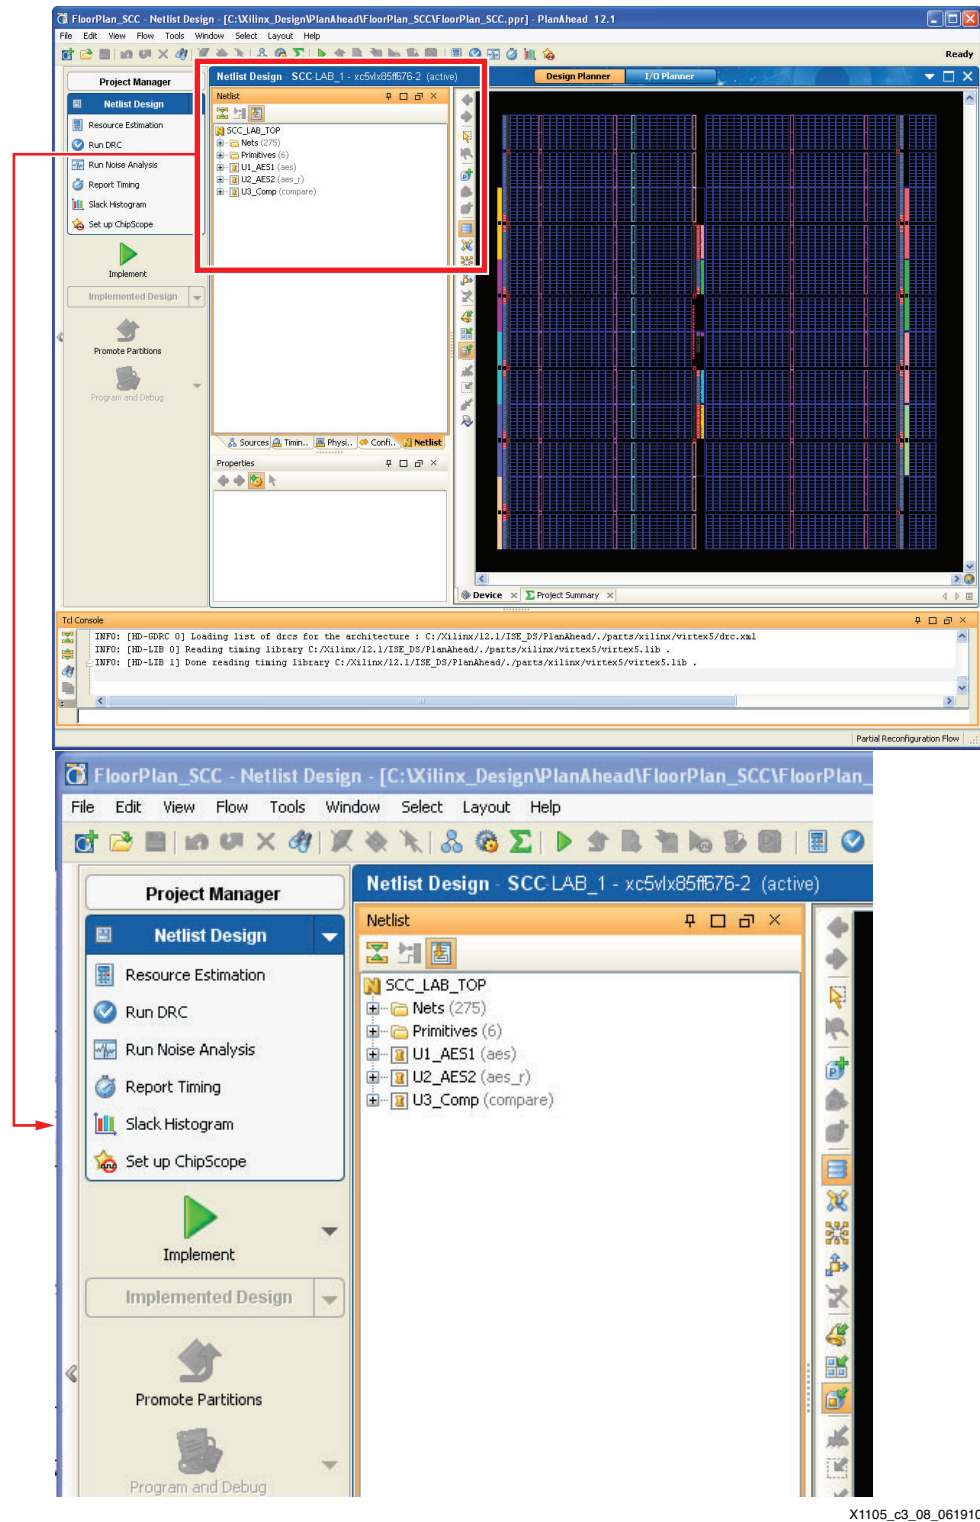 FloorPlan_SCC - Netlist Design - [C:\Xilinx_Design\PlanAhead\FloorPlan_SCC\FloorPlan_SCC.ppr] - PlanAhead 12.1
File Edit View Flow Tools Window Select Layout Help
Ready
Project Manager
Netlist Design - SCC-LAB_1 - xc5vlx85ff676-2 (active)
Design Planner
I/O Planner
Netlist Design
Netlist
Resource Estimation
Run DRC
Run Noise Analysis
Report Timing
Slack Histogram
Set up ChipScope
SCC_LAB_TOP
Nets (275)
Primitives (6)
U1_AES1 (aes)
U2_AES2 (aes_r)
U3_Comp (compare)
Implement
Implemented Design
Promote Partitions
Program and Debug
Sources Timin.. Physi.. Confi.. Netlist
Properties
Device Project Summary
Tcl Console
INFO: [HD-GDRC 0] Loading list of drcs for the architecture : C:/Xilinx/12.1/ISE_DS/PlanAhead/./parts/xilinx/virtex5/drc.xml
INFO: [HD-LIB 0] Reading timing library C:/Xilinx/12.1/ISE_DS/PlanAhead/./parts/xilinx/virtex5/virtex5.lib .
INFO: [HD-LIB 1] Done reading timing library C:/Xilinx/12.1/ISE_DS/PlanAhead/./parts/xilinx/virtex5/virtex5.lib .
Partial Reconfiguration Flow
FloorPlan_SCC - Netlist Design - [C:\Xilinx_Design\PlanAhead\FloorPlan_SCC\FloorPlan_
File Edit View Flow Tools Window Select Layout Help
Project Manager
Netlist Design - SCC-LAB_1 - xc5vlx85ff676-2 (active)
Netlist Design
Netlist
Resource Estimation
Run DRC
Run Noise Analysis
Report Timing
Slack Histogram
Set up ChipScope
SCC_LAB_TOP
Nets (275)
Primitives (6)
U1_AES1 (aes)
U2_AES2 (aes_r)
U3_Comp (compare)
Implement
Implemented Design
Promote Partitions
Program and Debug
X1105_c3_08_061910